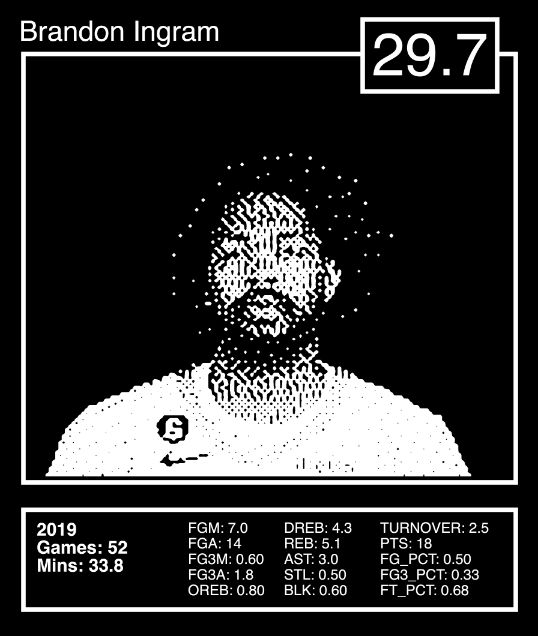 Brandon Ingram
29.7
6
2019
Games: 52
Mins: 33.8
FGM: 7.0
FGA: 14
FG3M: 0.60
FG3A: 1.8
OREB: 0.80
DREB: 4.3
REB: 5.1
AST: 3.0
STL: 0.50
BLK: 0.60
TURNOVER: 2.5
PTS: 18
FG_PCT: 0.50
FG3_PCT: 0.33
FT_PCT: 0.68